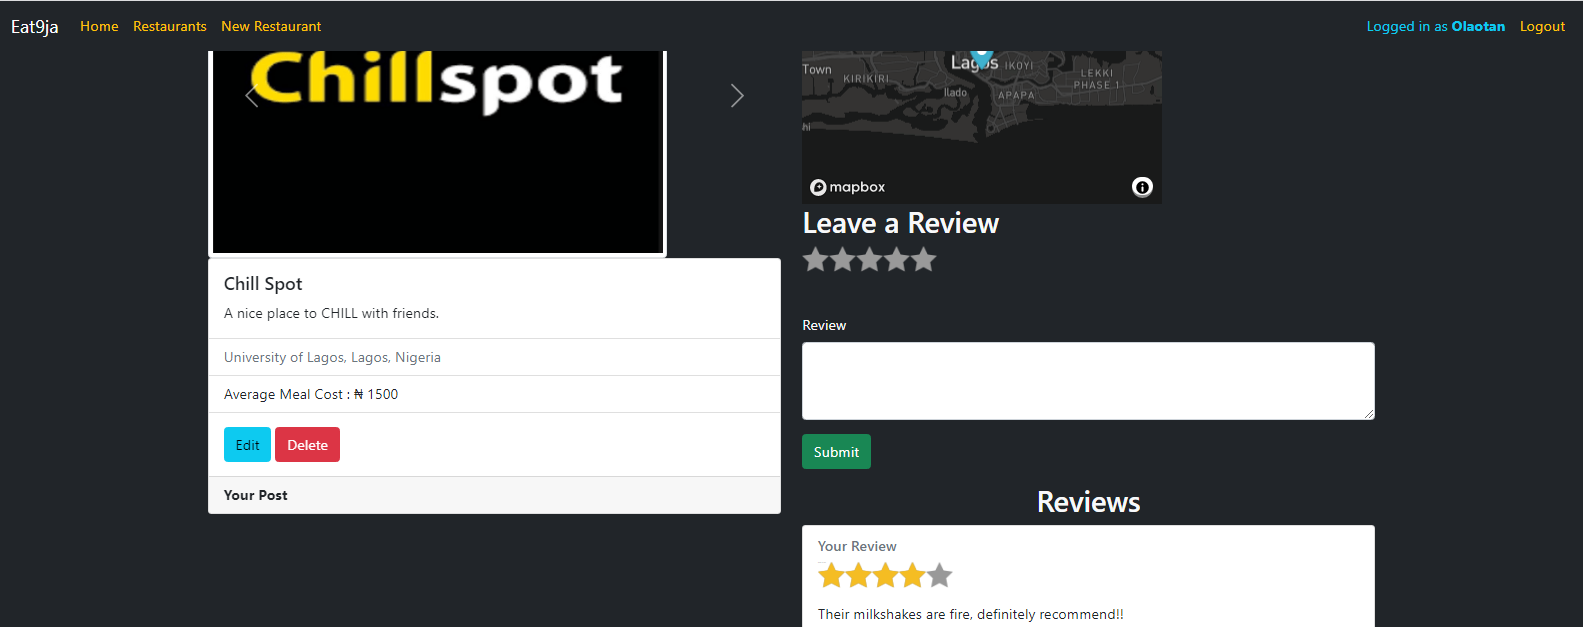 Eat9ja Home Restaurants New Restaurant Logged in as Olaotan Logout
Chillspot
Town
KIRIKIRI
Lagos
IKOYI
Ilado
APAPA
LEKKI
PHASE 1
hi
mapbox
Chill Spot
A nice place to CHILL with friends.
University of Lagos, Lagos, Nigeria
Average Meal Cost : ₦ 1500
Edit Delete
Your Post
Leave a Review
Review
Submit
Reviews
Your Review
Their milkshakes are fire, definitely recommend!!